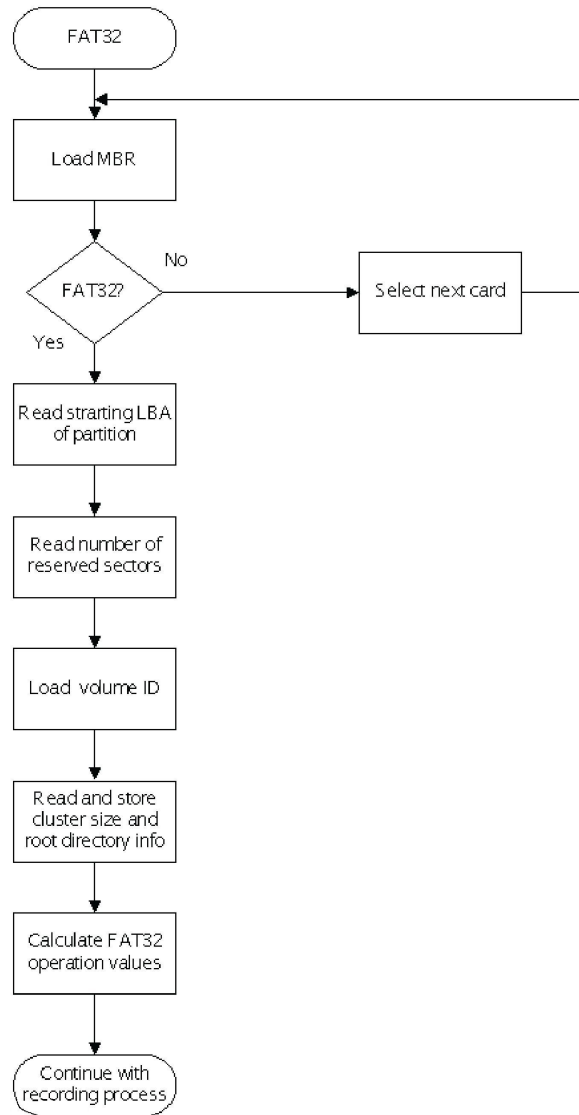 FAT32
Load MBR
No
FAT32?
Select next card
Yes
Read strarting LBA
of partition
Read number of
reserved sectors
Load volume ID
Read and store
cluster size and
root directory info
Calculate FAT32
operation values
Continue with
recording process